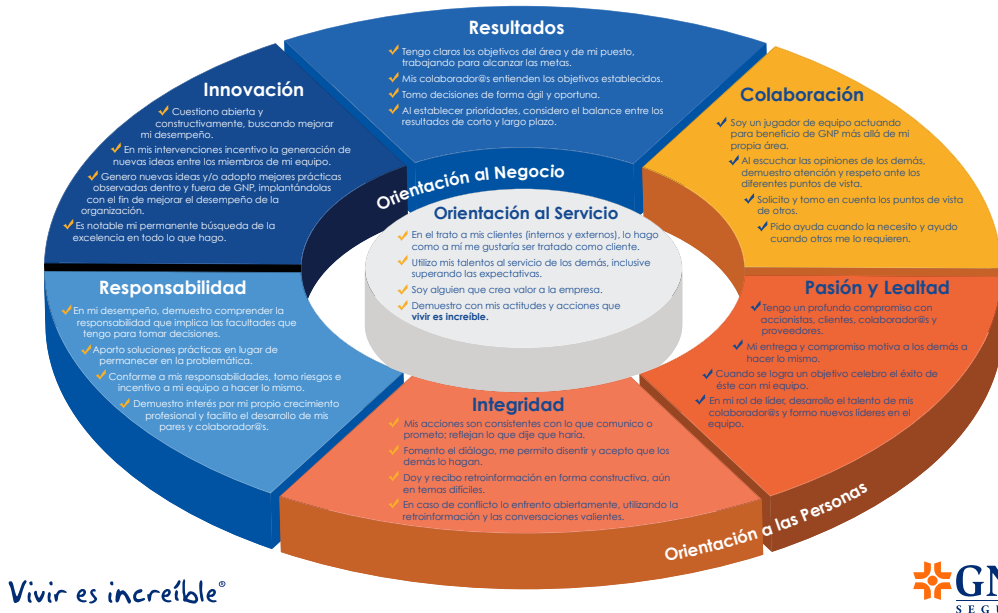 Resultados
Tengo claros los objetivos del área y de mi puesto,
trabajando para alcanzar las metas.
Mis colaborador@s entienden los objetivos establecidos.
Tomo decisiones de forma ágil y oportuna.
Al establecer prioridades, considero el balance entre los
resultados de corto y largo plazo.
Innovación
Cuestiono abierta y
constructivamente, buscando mejorar
mi desempeño.
En mis intervenciones incentivo la generación de
nuevas ideas entre los miembros de mi equipo.
Genero nuevas ideas y/o adopto mejores prácticas
observadas dentro y fuera de GNP, implantándolas
con el fin de mejorar el desempeño de la
organización.
Es notable mi permanente búsqueda de la
excelencia en todo lo que hago.
Colaboración
Soy un jugador de equipo actuando
para beneficio de GNP más allá de mi
propia área.
Al escuchar las opiniones de los demás,
demuestro atención y respeto ante los
diferentes puntos de vista.
Solicito y tomo en cuenta los puntos de vista
de otros.
Pido ayuda cuando la necesito y ayudo
cuando otros me lo requieren.
Orientación al Negocio
Orientación al Servicio
En el trato a mis clientes (internos y externos), lo hago
como a mí me gustaría ser tratado como cliente.
Utilizo mis talentos al servicio de los demás, inclusive
superando las expectativas.
Soy alguien que crea valor a la empresa.
Demuestro con mis actitudes y acciones que
vivir es increíble.
Responsabilidad
En mi desempeño, demuestro comprender la
responsabilidad que implica las facultades que
tengo para tomar decisiones.
Aporto soluciones prácticas en lugar de
permanecer en la problemática.
Conforme a mis responsabilidades, tomo riesgos e
incentivo a mi equipo a hacer lo mismo.
Demuestro interés por mi propio crecimiento
profesional y facilito el desarrollo de mis
pares y colaborador@s.
Pasión y Lealtad
Tengo un profundo compromiso con
accionistas, clientes, colaborador@s y
proveedores.
Mi entrega y compromiso motiva a los demás a
hacer lo mismo.
Cuando se logra un objetivo celebro el éxito de
éste con mi equipo.
En mi rol de líder, desarrollo el talento de mis
colaborador@s y formo nuevos líderes en el
equipo.
Integridad
Mis acciones son consistentes con lo que comunico o
prometo; reflejan lo que dije que haría.
Fomento el diálogo, me permito disentir y acepto que los
demás lo hagan.
Doy y recibo retroinformación en forma constructiva, aún
en temas difíciles.
En caso de conflicto lo enfrento abiertamente, utilizando la
retroinformación y las conversaciones valientes.
Orientación a las Personas
Vivir es increíble®